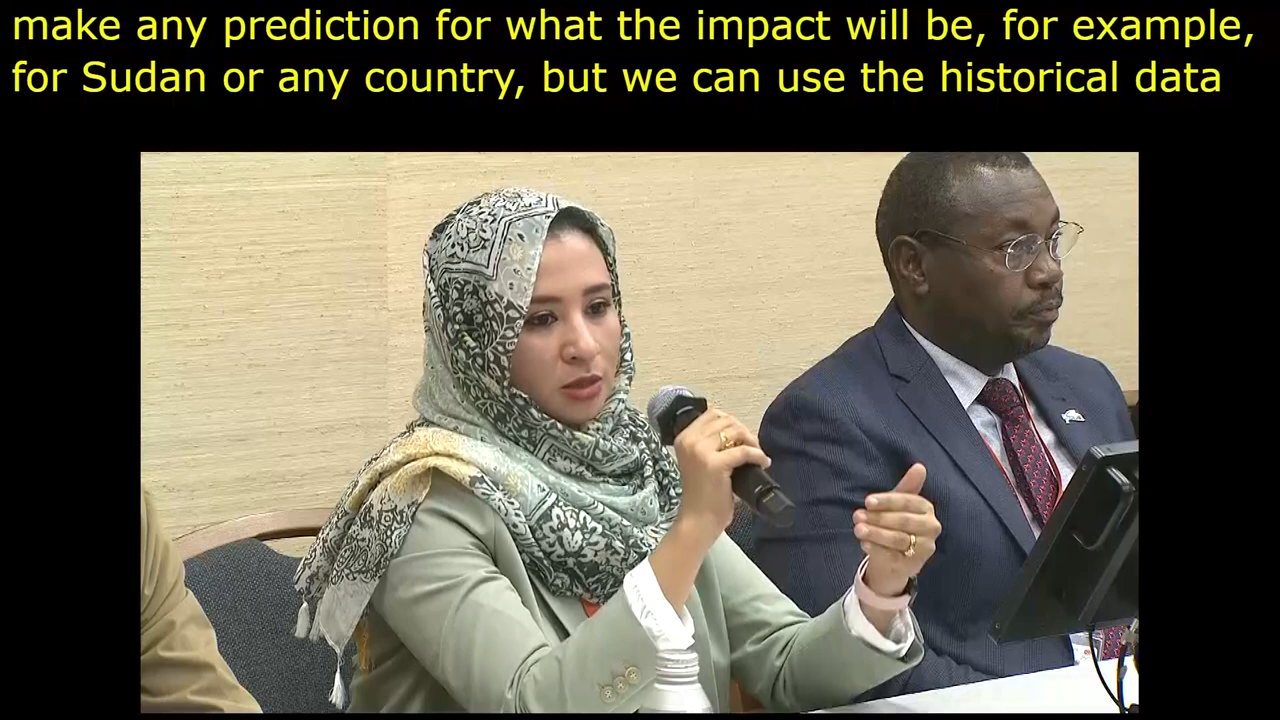 make any prediction for what the impact will be, for example,
for Sudan or any country, but we can use the historical data